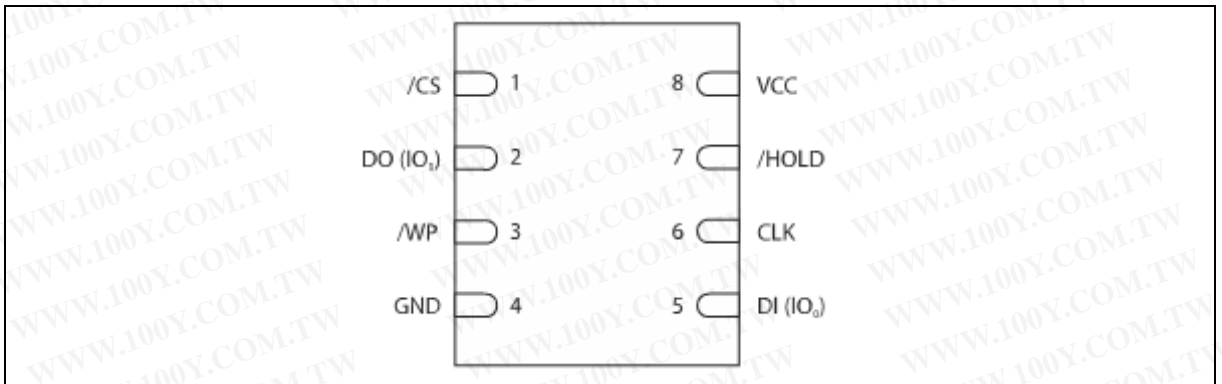 /CS 1 8 VCC
DO (IO₁) 2 7 /HOLD
/WP 3 6 CLK
GND 4 5 DI (IO₀)
WWW.100Y.COM.TW